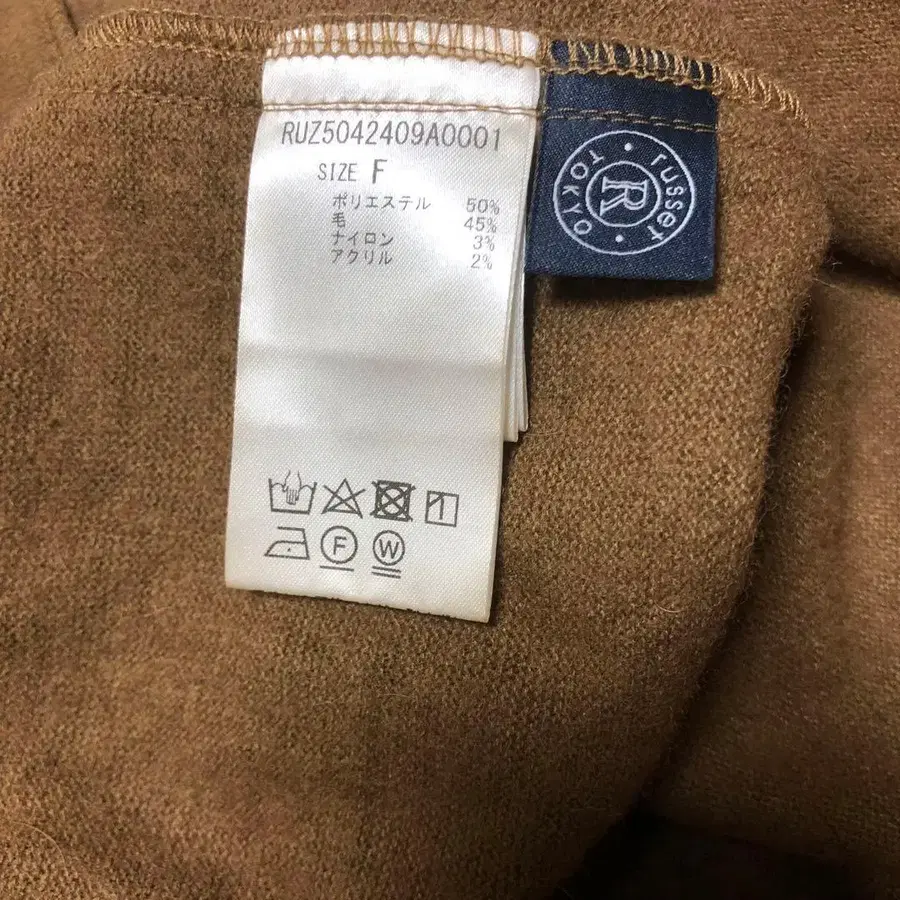 RUZ5042409A0001
SIZE F
ポリエステル 50%
毛 45%
ナイロン 3%
アクリル 2%
F W
russet
R
TOKYO